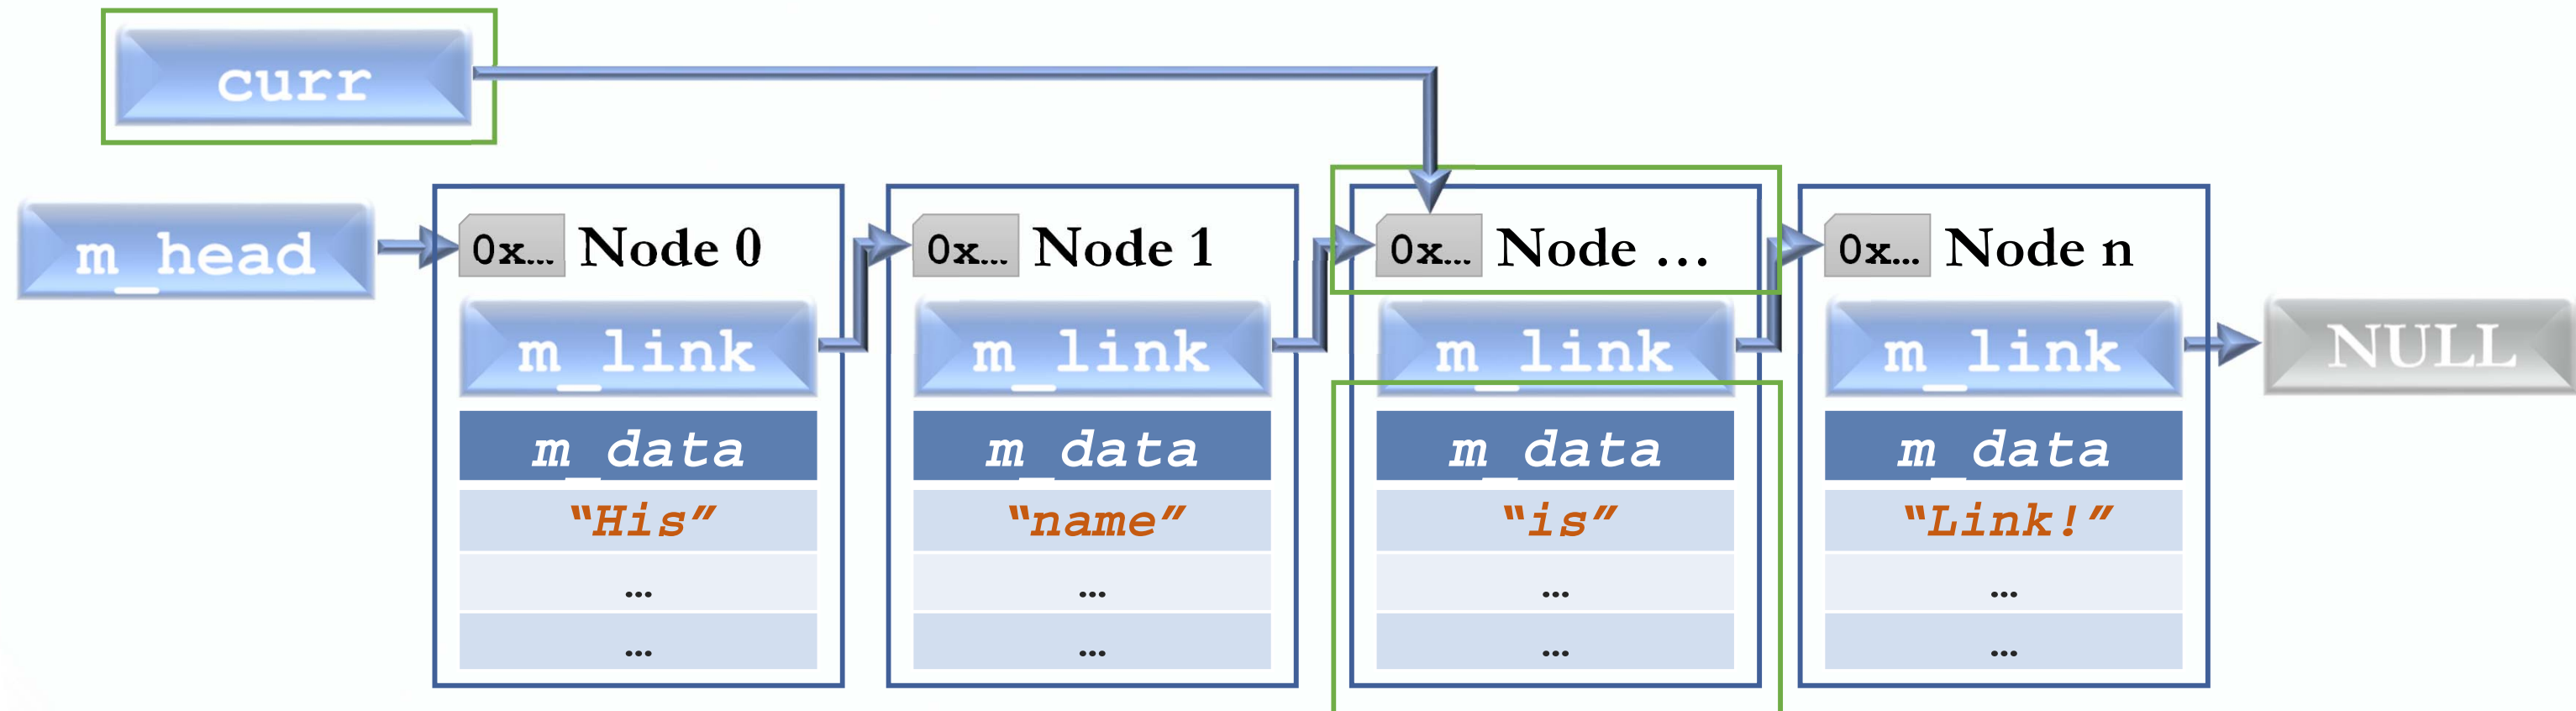 curr
m_head
0x… Node 0
m_link
m_data
“His”
…
…
0x… Node 1
m_link
m_data
“name”
…
…
0x… Node …
m_link
m_data
“is”
…
…
0x… Node n
m_link
m_data
“Link!”
…
…
NULL